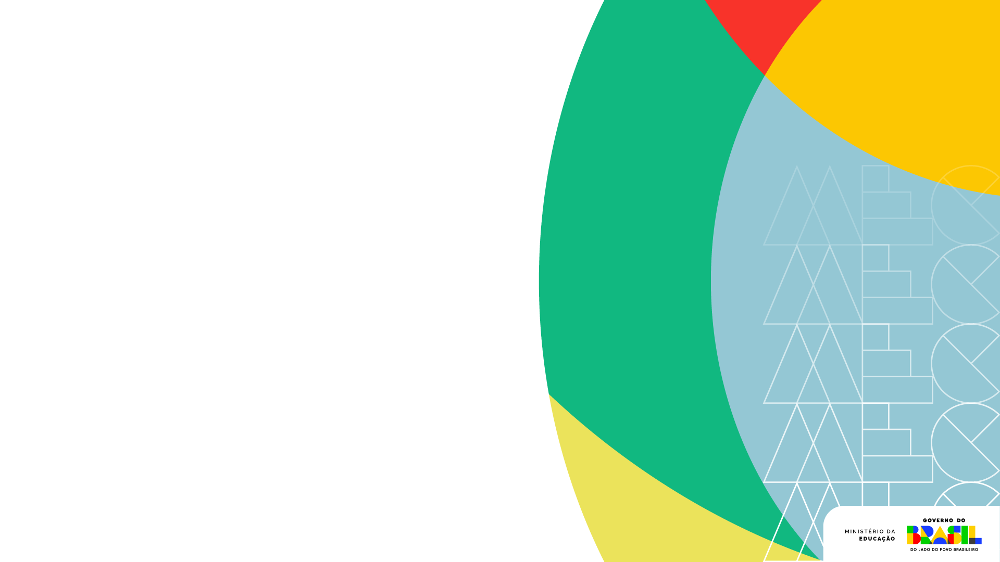 MINISTÉRIO DA
EDUCAÇÃO
GOVERNO DO
BRASIL
DO LADO DO POVO BRASILEIRO